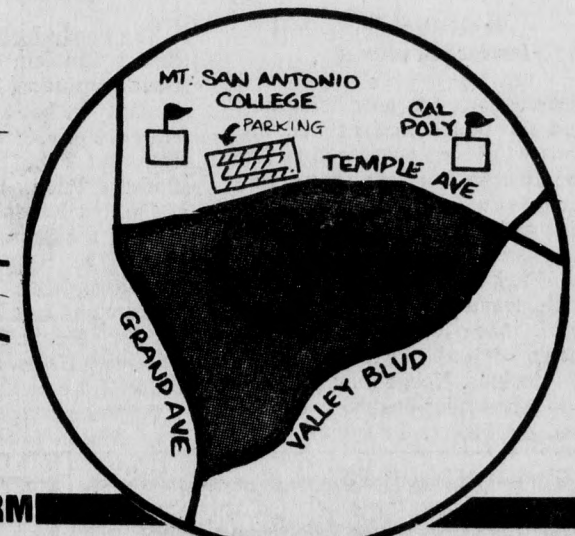 MT. SAN ANTONIO
COLLEGE
PARKING
CAL
POLY
TEMPLE AVE
GRAND AVE
VALLEY BLVD
RM